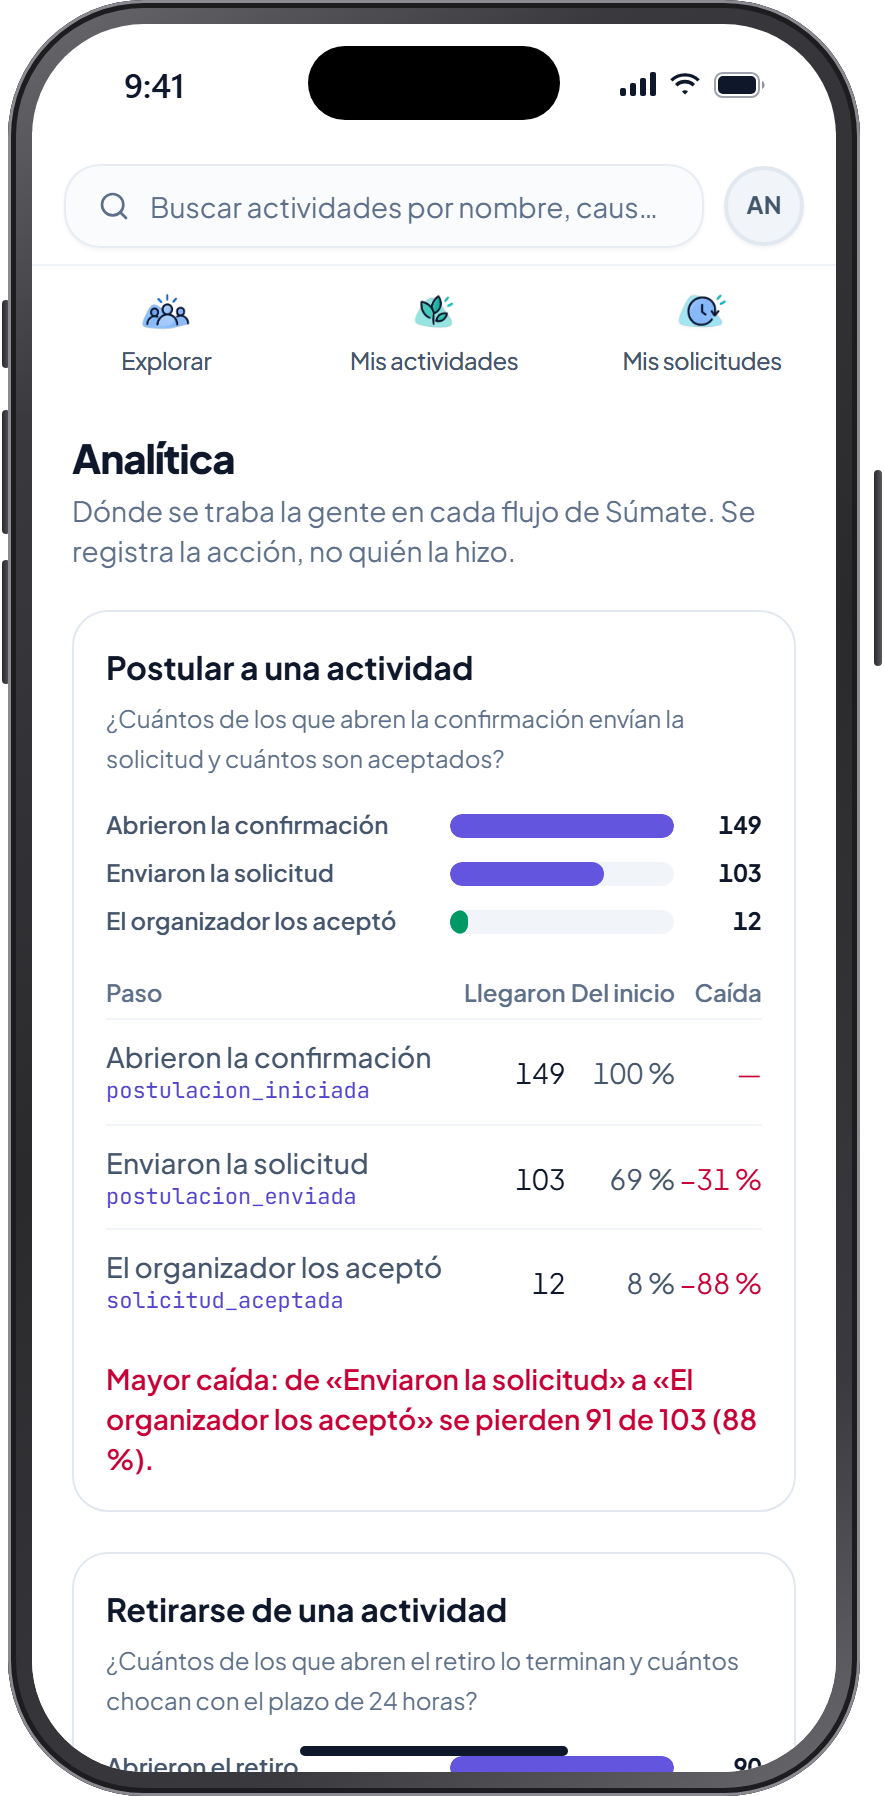 9:41
Buscar actividades por nombre, caus...
AN
Explorar
Mis actividades
Mis solicitudes
Analítica
Dónde se traba la gente en cada flujo de Súmate. Se
registra la acción, no quién la hizo.
Postular a una actividad
¿Cuántos de los que abren la confirmación envían la
solicitud y cuántos son aceptados?
Abrieron la confirmación 149
Enviaron la solicitud 103
El organizador los aceptó 12
Paso Llegaron Del inicio Caída
Abrieron la confirmación 149 100 % —
postulacion_iniciada
Enviaron la solicitud 103 69 % −31 %
postulacion_enviada
El organizador los aceptó 12 8 % −88 %
solicitud_aceptada
Mayor caída: de «Enviaron la solicitud» a «El
organizador los aceptó» se pierden 91 de 103 (88
%).
Retirarse de una actividad
¿Cuántos de los que abren el retiro lo terminan y cuántos
chocan con el plazo de 24 horas?
Abrieron el retiro 90